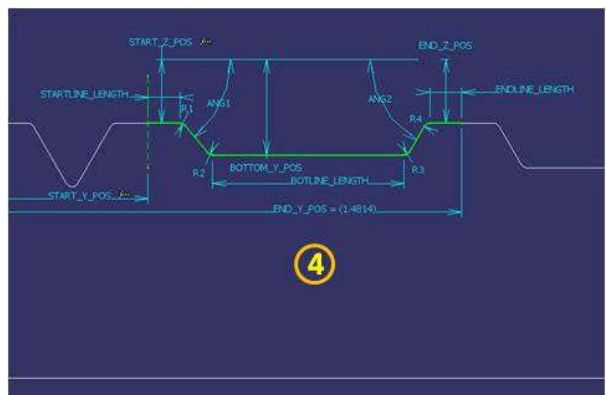 START_Z_POS
END_Z_POS
STARTLINE_LENGTH
ENDLINE_LENGTH
R1
ANG1
ANG2
R4
R2
BOTTOM_Y_POS
R3
BOTLINE_LENGTH
START_Y_POS
END_Y_POS = (1.4814)
4